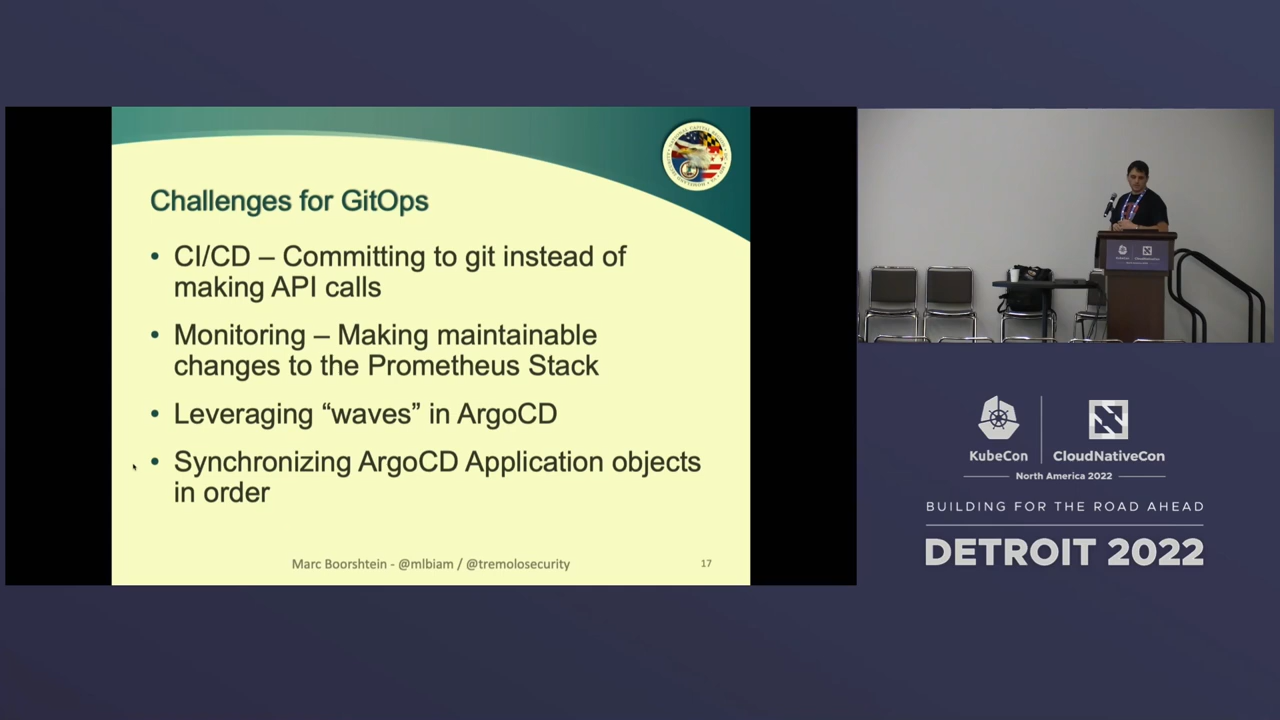 Challenges for GitOps
• CI/CD – Committing to git instead of
making API calls
• Monitoring – Making maintainable
changes to the Prometheus Stack
• Leveraging “waves” in ArgoCD
• Synchronizing ArgoCD Application objects
in order
Marc Boorshtein - @mlbiam / @tremolosecurity
17
KubeCon
CloudNativeCon
North America 2022
BUILDING FOR THE ROAD AHEAD
DETROIT 2022